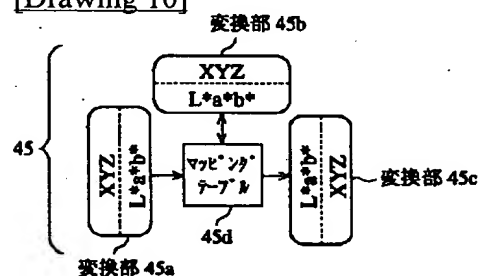 [Drawing 10]
変換部 45b
XYZ
L*a*b*
45
XYZ
L*a*b*
マッピング
テーブル
45d
L*a*b*
XYZ
変換部 45c
変換部 45a